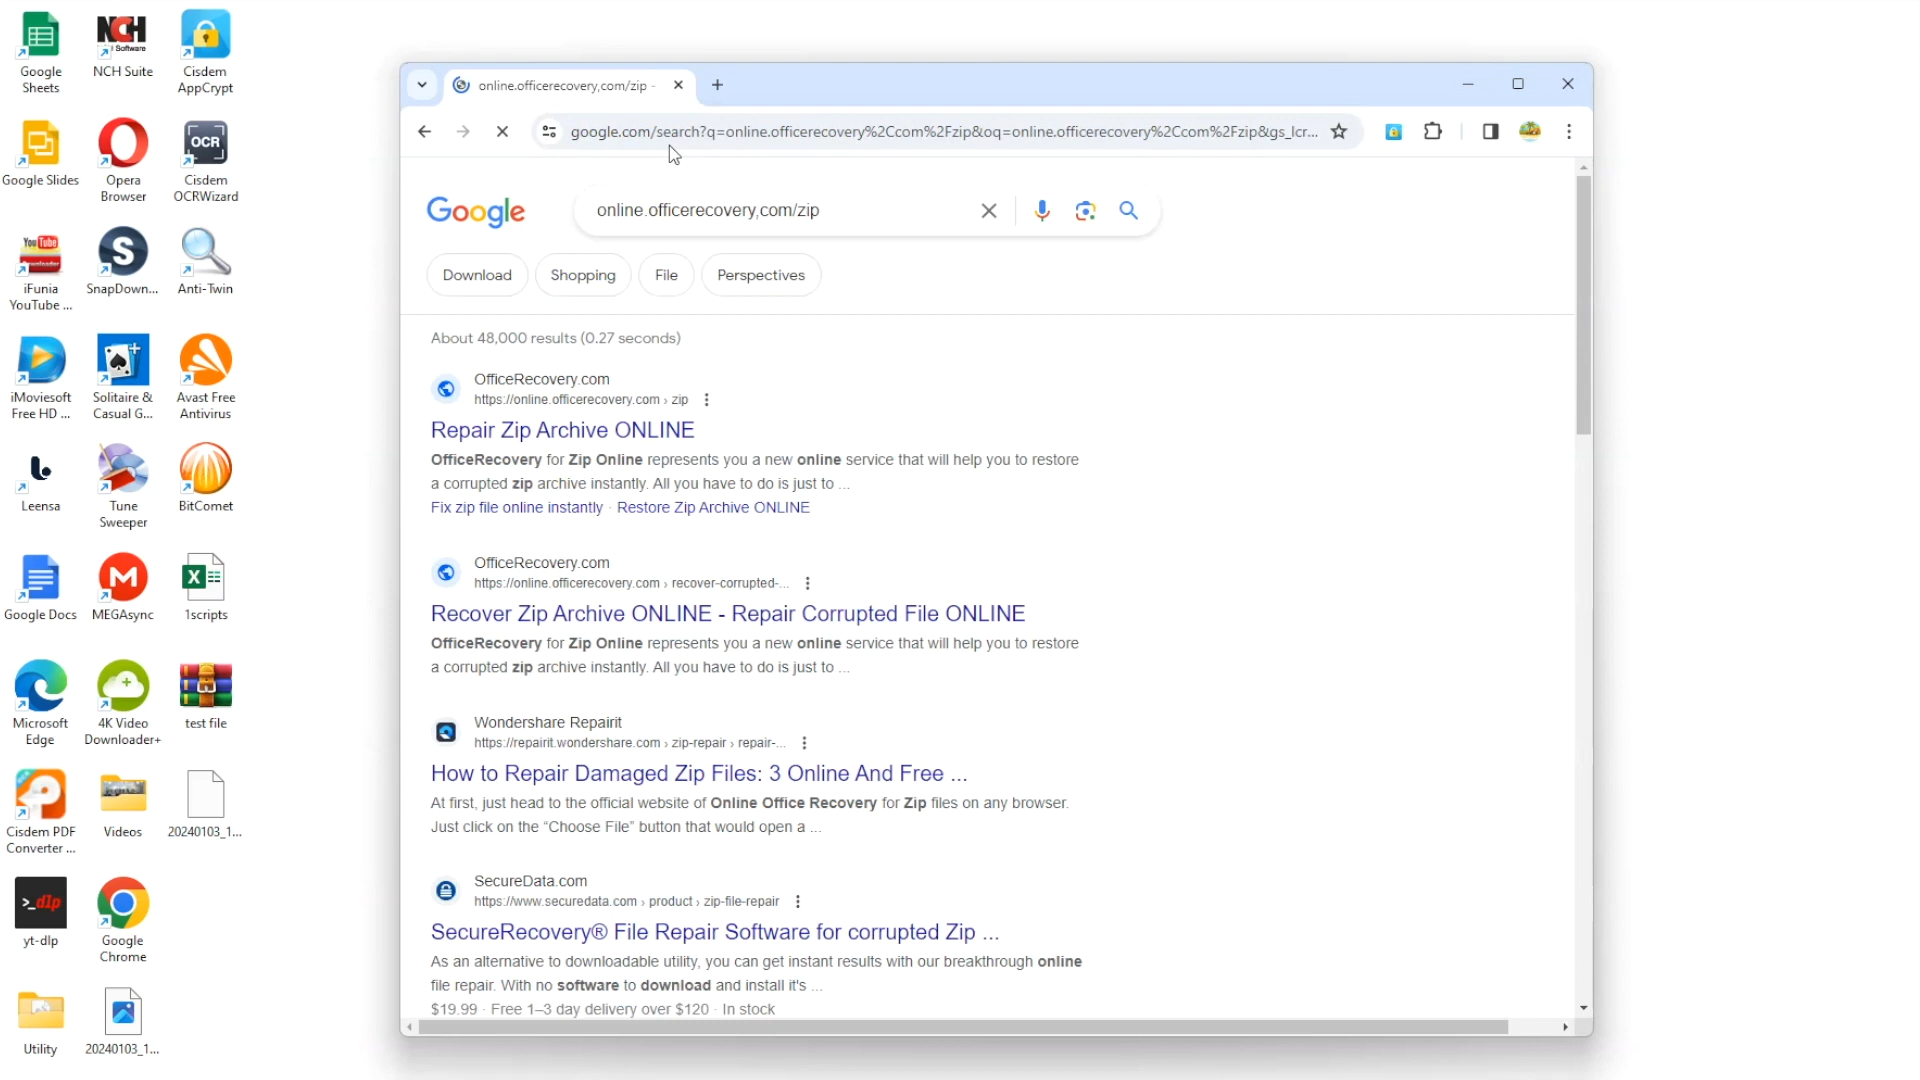 Google
Sheets
NCH
Software
NCH Suite
Cisdem
AppCrypt
Google Slides
Opera
Browser
OCR
Cisdem
OCRWizard
You Tube
iFunia
YouTube ...
S
SnapDown...
Anti-Twin
iMoviesoft
Free HD ...
Solitaire &
Casual G...
Avast Free
Antivirus
Leensa
Tune
Sweeper
BitComet
Google Docs
MEGAsync
1scripts
Microsoft
Edge
4K Video
Downloader+
test file
Cisdem PDF
Converter ...
Videos
20240103_1...
>_dlp
yt-dlp
Google
Chrome
Utility
20240103_1...
online.officerecovery,com/zip -
google.com/search?q=online.officerecovery%2Ccom%2Fzip&oq=online.officerecovery%2Ccom%2Fzip&gs_lcr...
Google
online.officerecovery,com/zip
Download
Shopping
File
Perspectives
About 48,000 results (0.27 seconds)
OfficeRecovery.com
https://online.officerecovery.com › zip
Repair Zip Archive ONLINE
OfficeRecovery for Zip Online represents you a new online service that will help you to restore
a corrupted zip archive instantly. All you have to do is just to ...
Fix zip file online instantly · Restore Zip Archive ONLINE
OfficeRecovery.com
https://online.officerecovery.com › recover-corrupted-...
Recover Zip Archive ONLINE - Repair Corrupted File ONLINE
OfficeRecovery for Zip Online represents you a new online service that will help you to restore
a corrupted zip archive instantly. All you have to do is just to ...
Wondershare Repairit
https://repairit.wondershare.com › zip-repair › repair-...
How to Repair Damaged Zip Files: 3 Online And Free ...
At first, just head to the official website of Online Office Recovery for Zip files on any browser.
Just click on the “Choose File” button that would open a ...
SecureData.com
https://www.securedata.com › product › zip-file-repair
SecureRecovery® File Repair Software for corrupted Zip ...
As an alternative to downloadable utility, you can get instant results with our breakthrough online
file repair. With no software to download and install it's ...
$19.99 · Free 1–3 day delivery over $120 · In stock